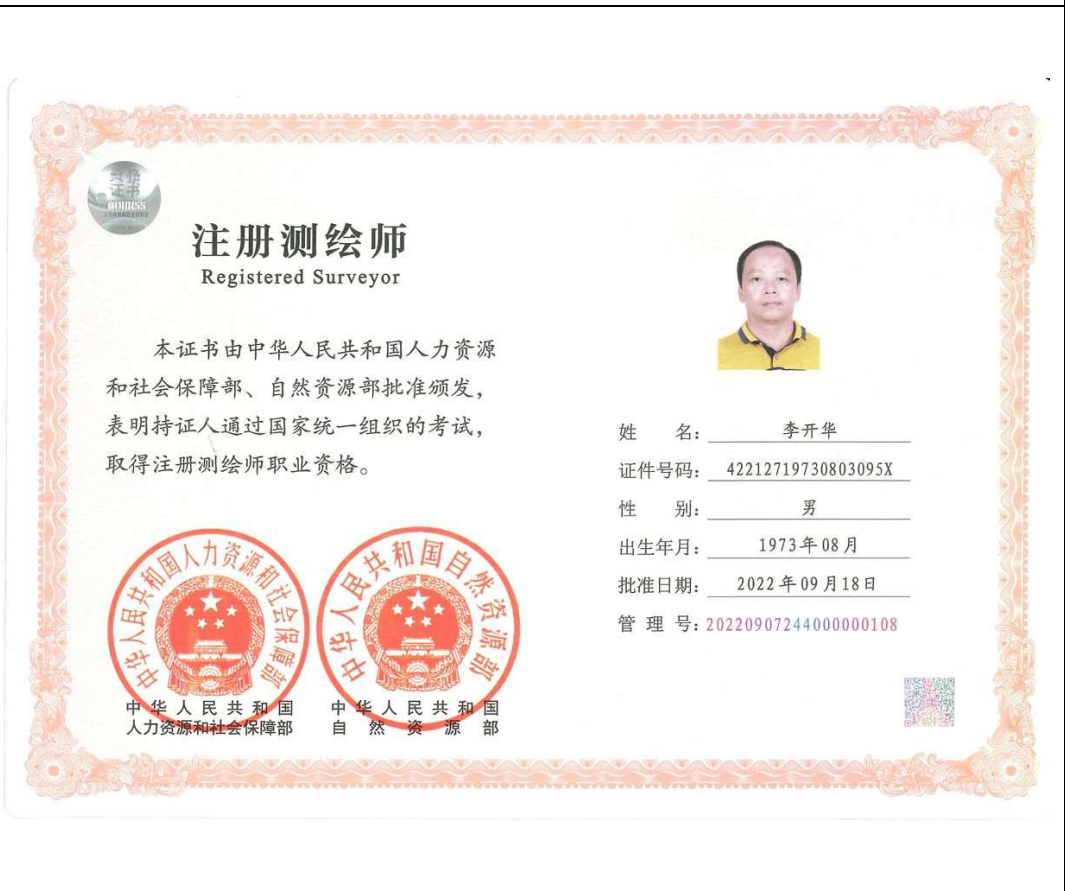 资格
证书
MOHRSS
注册测绘师
Registered Surveyor
本证书由中华人民共和国人力资源
和社会保障部、自然资源部批准颁发，
表明持证人通过国家统一组织的考试，
取得注册测绘师职业资格。
姓名：李开华
证件号码：42212719730803095X
性别：男
出生年月：1973年08月
批准日期：2022年09月18日
管理号：20220907244000000108
中华人民共和国人力资源和社会保障部
中华人民共和国自然资源部
中华人民共和国
人力资源和社会保障部
中华人民共和国
自然资源部